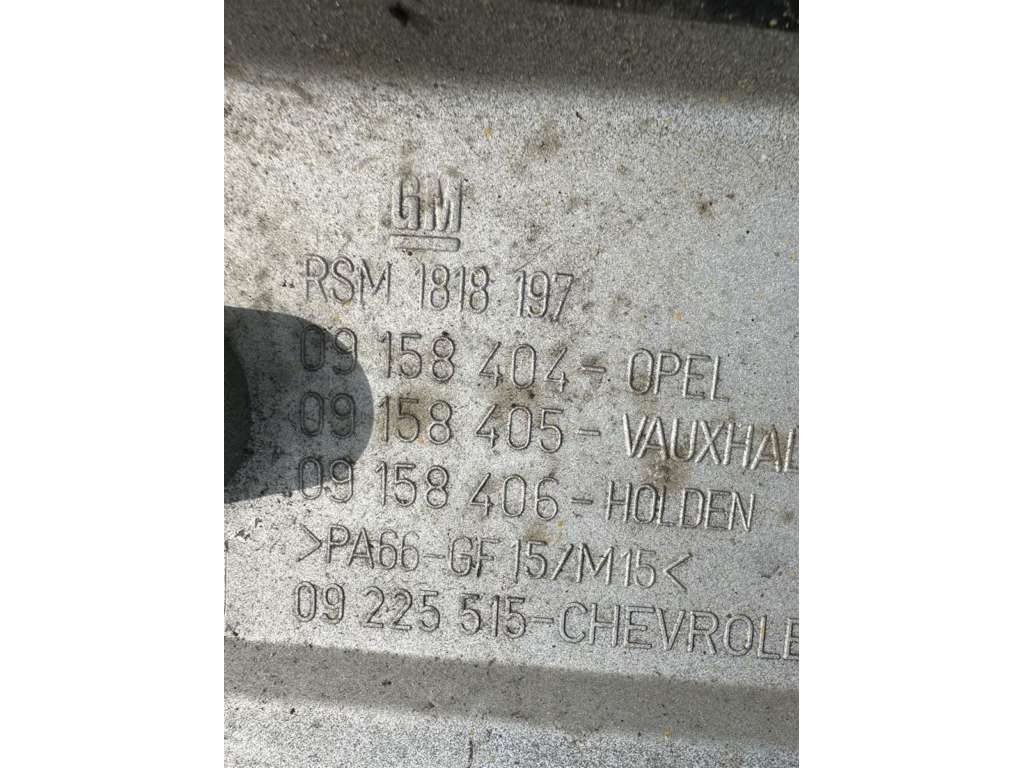 GM
RSM 1818 197
09 158 404-OPEL
09 158 405-VAUXHAL
09 158 406-HOLDEN
>PA66-GF15/M15<
09 225 515-CHEVROLE